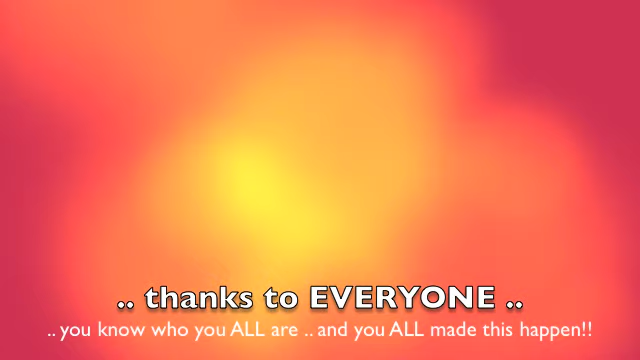 .. thanks to EVERYONE ..
.. you know who you ALL are .. and you ALL made this happen!!